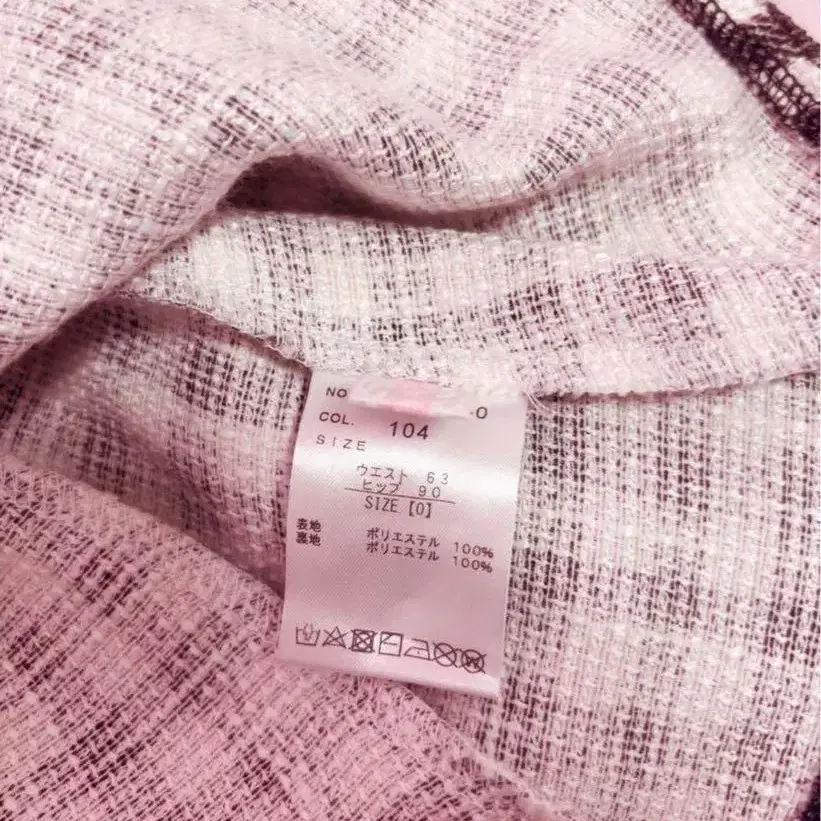 NO
.0
COL. 104
SIZE
ウエスト 63
ヒップ 90
SIZE [0]
表地 ポリエステル 100%
裏地 ポリエステル 100%